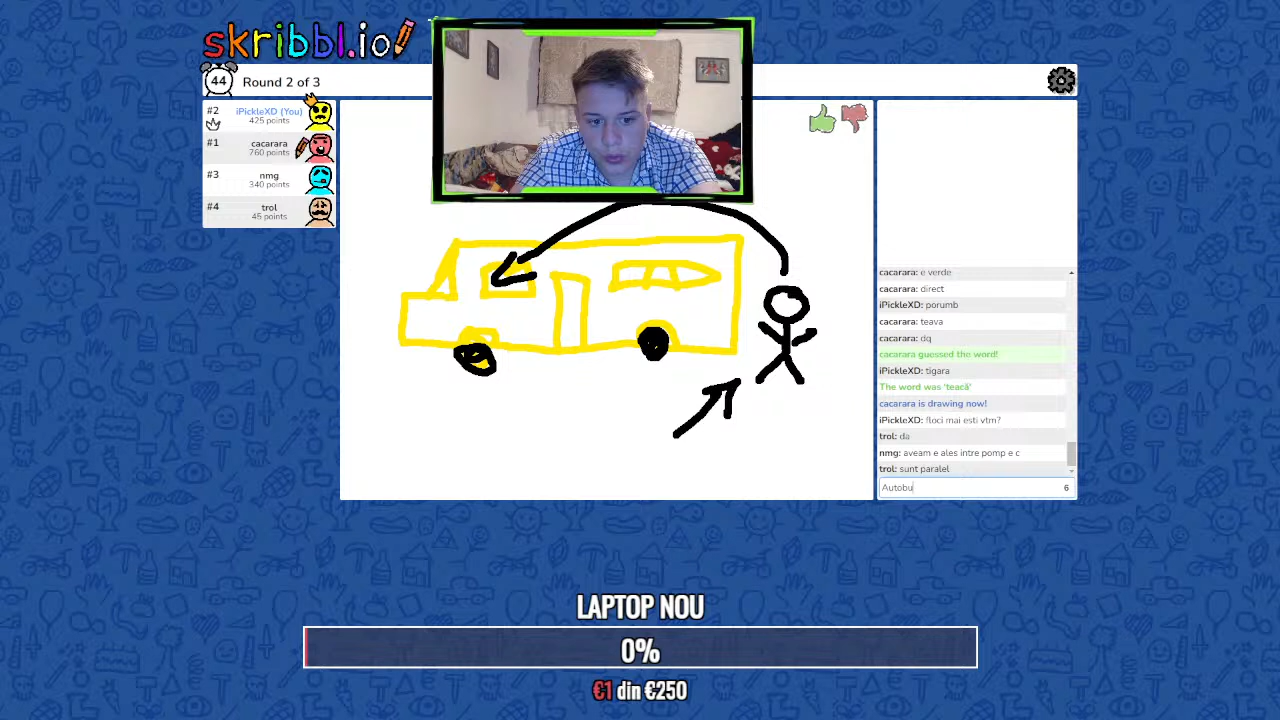 skribbl.io
44
Round 2 of 3
#2
iPickleXD (You)
425 points
#1
cacarara
760 points
#3
nmg
340 points
#4
trol
45 points
cacarara: e verde
cacarara: direct
iPickleXD: porumb
cacarara: teava
cacarara: dq
cacarara guessed the word!
iPickleXD: tigara
The word was 'teacă'
cacarara is drawing now!
iPickleXD: floci mai esti vtm?
trol: da
nmg: aveam e ales intre pomp e c
trol: sunt paralel
Autobu
6
LAPTOP NOU
0%
€1 din €250